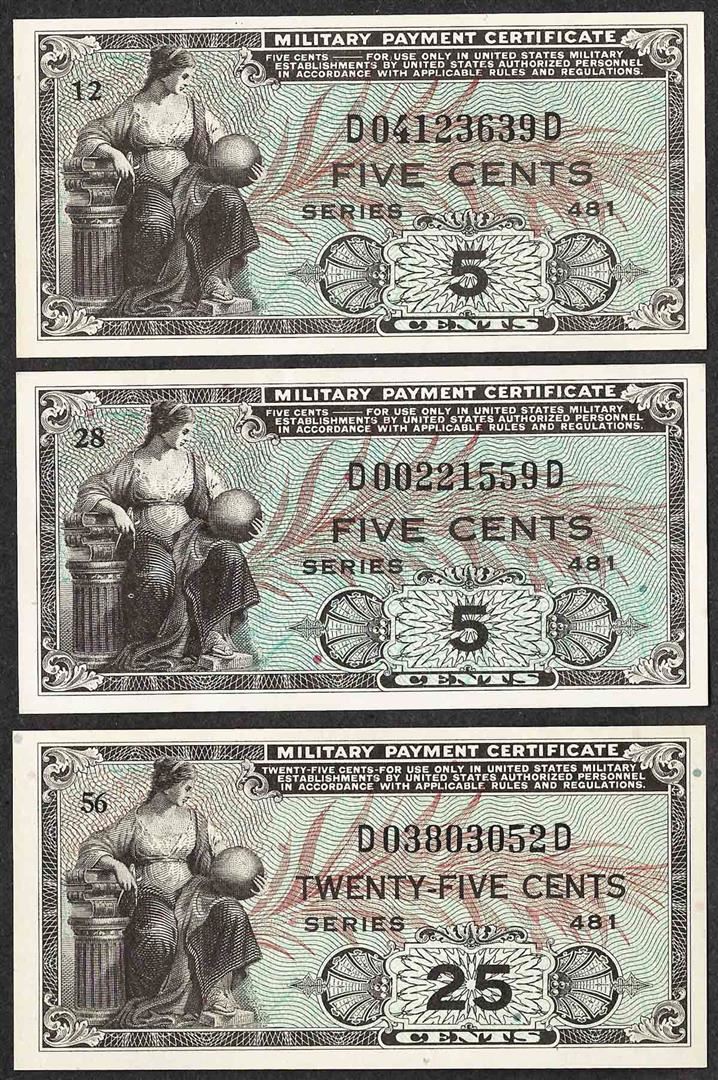 MILITARY PAYMENT CERTIFICATE
FIVE CENTS — FOR USE ONLY IN UNITED STATES MILITARY
ESTABLISHMENTS BY UNITED STATES AUTHORIZED PERSONNEL
IN ACCORDANCE WITH APPLICABLE RULES AND REGULATIONS.
12
D04123639D
FIVE CENTS
SERIES 481
5
CENTS
MILITARY PAYMENT CERTIFICATE
FIVE CENTS — FOR USE ONLY IN UNITED STATES MILITARY
ESTABLISHMENTS BY UNITED STATES AUTHORIZED PERSONNEL
IN ACCORDANCE WITH APPLICABLE RULES AND REGULATIONS.
28
D00221559D
FIVE CENTS
SERIES 481
5
CENTS
MILITARY PAYMENT CERTIFICATE
TWENTY-FIVE CENTS-FOR USE ONLY IN UNITED STATES MILITARY
ESTABLISHMENTS BY UNITED STATES AUTHORIZED PERSONNEL
IN ACCORDANCE WITH APPLICABLE RULES AND REGULATIONS.
56
D03803052D
TWENTY-FIVE CENTS
SERIES 481
25
CENTS